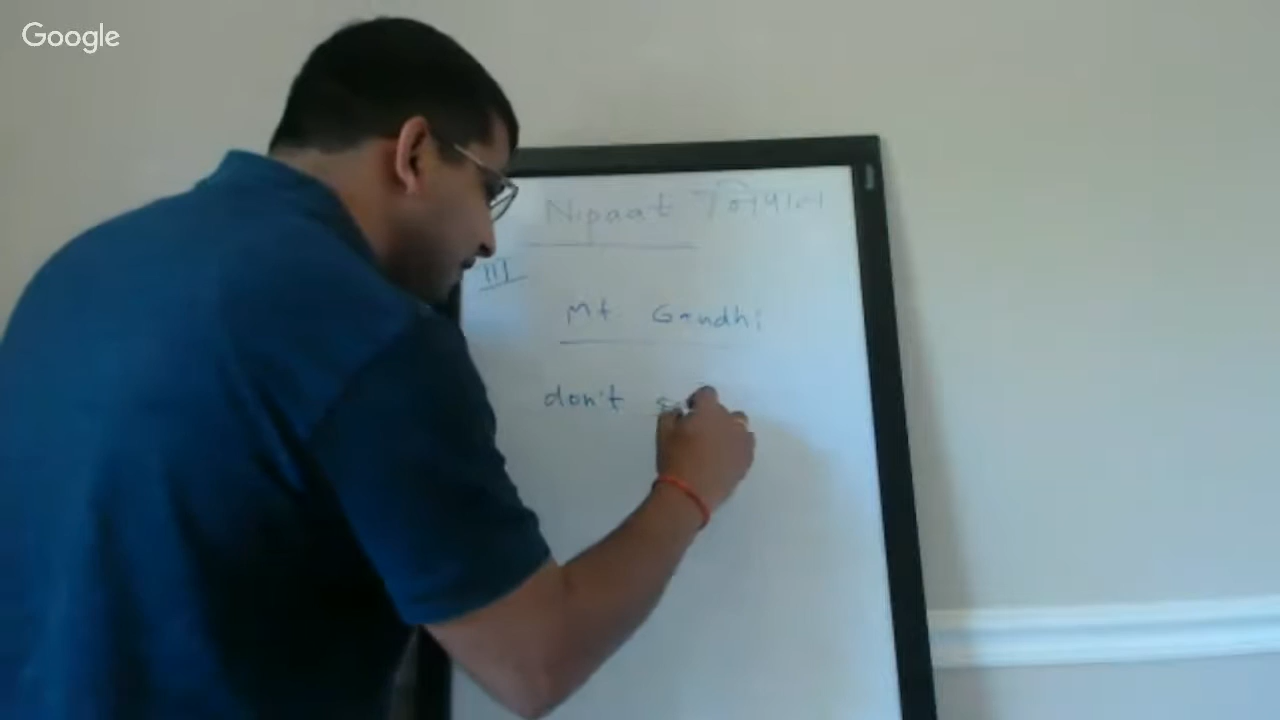 Google
Nipaat निपात
III
Mt. Gandhi
don't